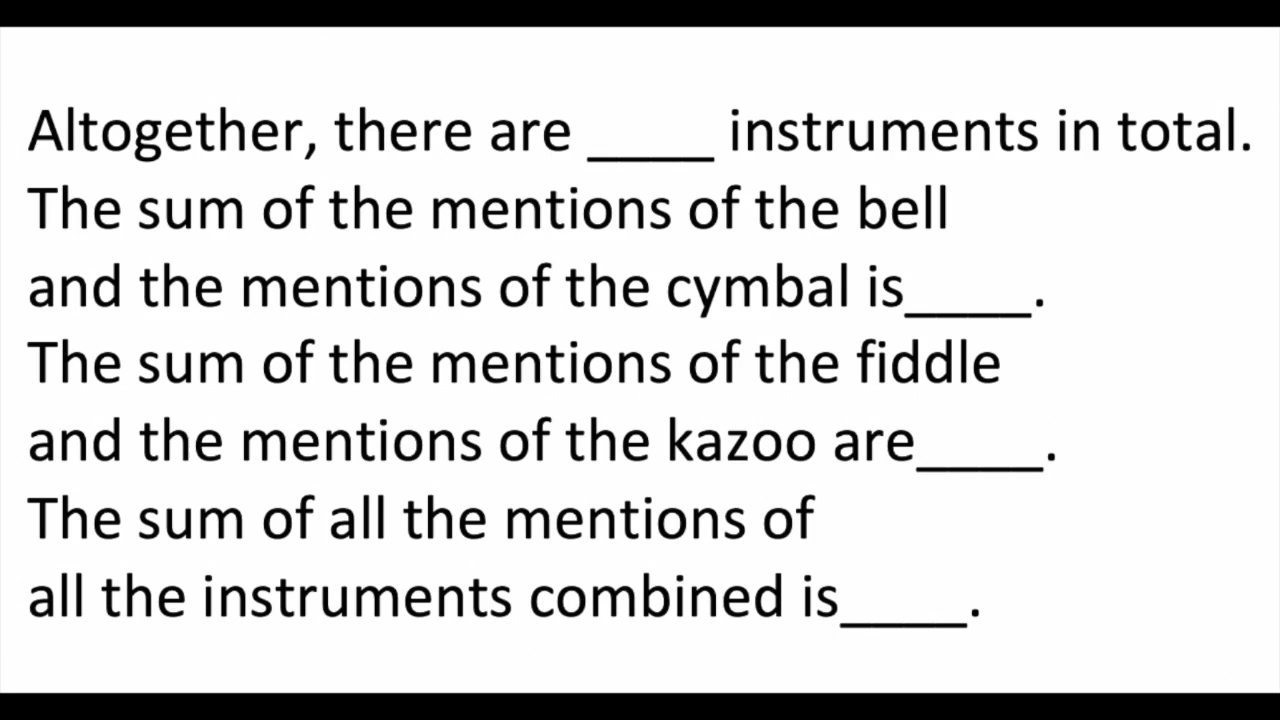 Altogether, there are ____ instruments in total.
The sum of the mentions of the bell
and the mentions of the cymbal is____.
The sum of the mentions of the fiddle
and the mentions of the kazoo are____.
The sum of all the mentions of
all the instruments combined is____.